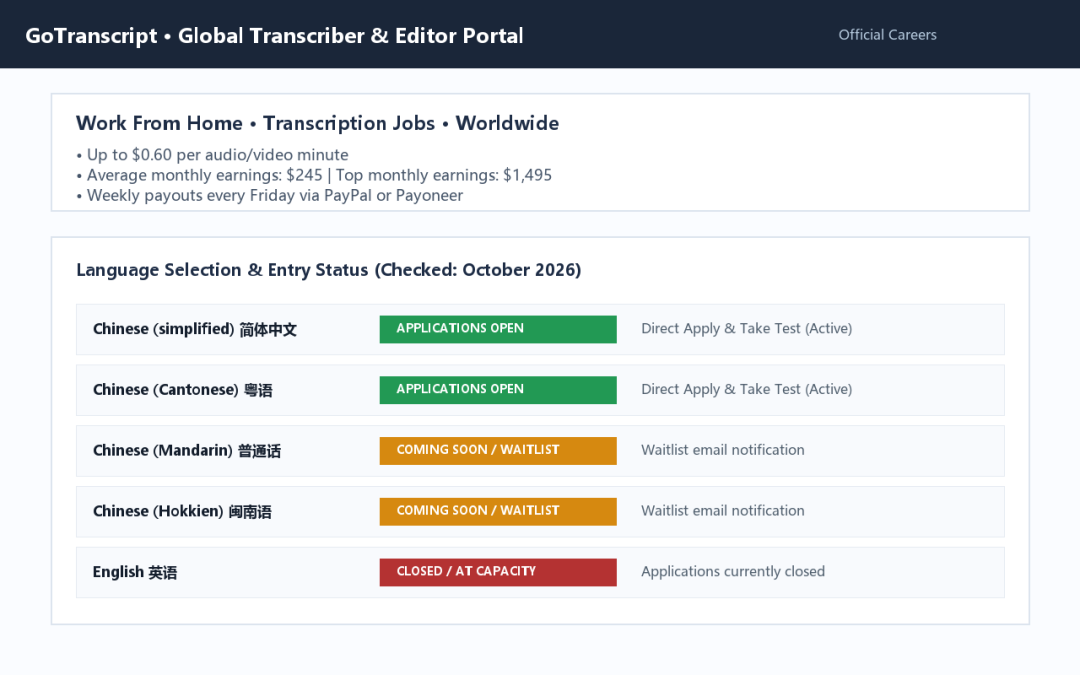 GoTranscript • Global Transcriber & Editor Portal
Official Careers
Work From Home • Transcription Jobs • Worldwide
• Up to $0.60 per audio/video minute
• Average monthly earnings: $245 | Top monthly earnings: $1,495
• Weekly payouts every Friday via PayPal or Payoneer
Language Selection & Entry Status (Checked: October 2026)
Chinese (simplified) 简体中文 APPLICATIONS OPEN Direct Apply & Take Test (Active)
Chinese (Cantonese) 粤语 APPLICATIONS OPEN Direct Apply & Take Test (Active)
Chinese (Mandarin) 普通话 COMING SOON / WAITLIST Waitlist email notification
Chinese (Hokkien) 闽南语 COMING SOON / WAITLIST Waitlist email notification
English 英语 CLOSED / AT CAPACITY Applications currently closed